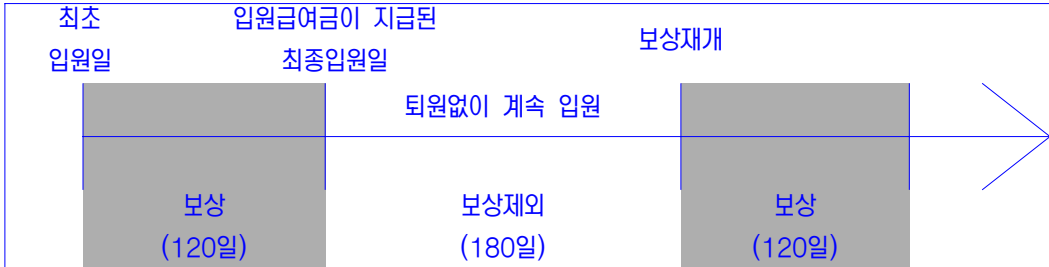 최초
입원일
입원급여금이 지급된
최종입원일
보상재개
퇴원없이 계속 입원
보상
(120일)
보상제외
(180일)
보상
(120일)